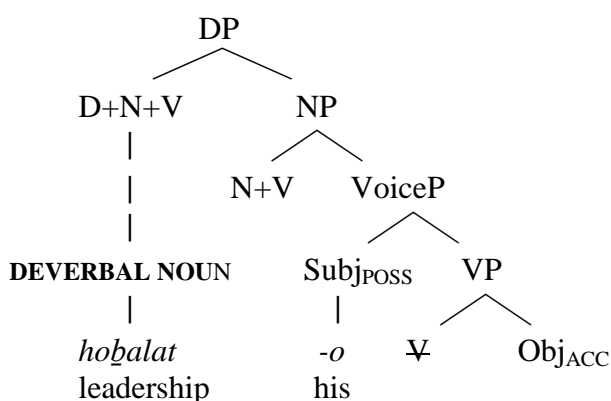 DP
D+N+V NP
N+V VoiceP
DEVERBAL NOUN SubjPOSS VP
hoḇalat -o V ObjACC
leadership his